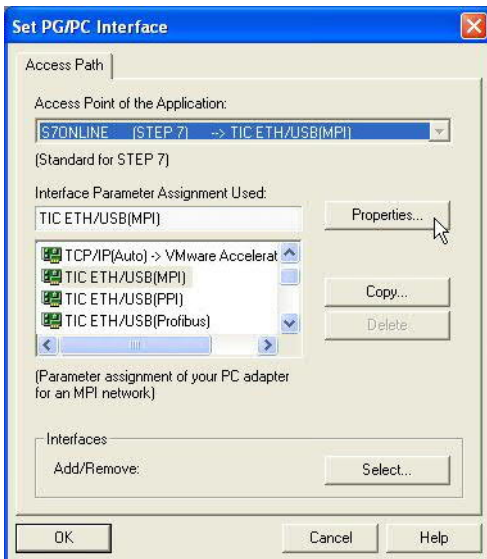 Set PG/PC Interface
Access Path
Access Point of the Application:
S7ONLINE (STEP 7) --> TIC ETH/USB(MPI)
(Standard for STEP 7)
Interface Parameter Assignment Used:
TIC ETH/USB(MPI)
Properties...
TCP/IP(Auto) -> VMware Accelerat
TIC ETH/USB(MPI)
TIC ETH/USB(PPI)
TIC ETH/USB(Profibus)
Copy...
Delete
(Parameter assignment of your PC adapter
for an MPI network)
Interfaces
Add/Remove:
Select...
OK
Cancel
Help